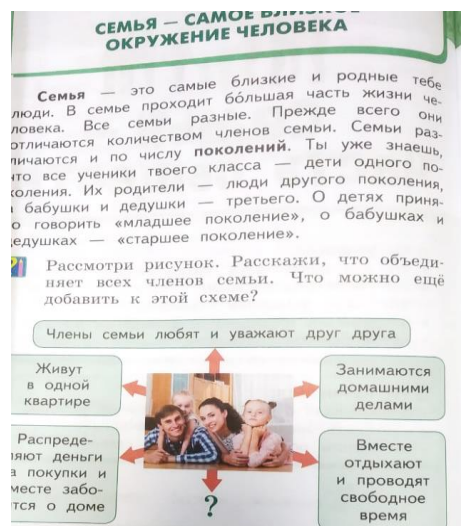 СЕМЬЯ — САМОЕ БЛИЗКОЕ
ОКРУЖЕНИЕ ЧЕЛОВЕКА
Семья — это самые близкие и родные тебе
люди. В семье проходит бо́льшая часть жизни че-
ловека. Все семьи разные. Прежде всего они
отличаются количеством членов семьи. Семьи раз-
личаются и по числу поколений. Ты уже знаешь,
что все ученики твоего класса — дети одного по-
коления. Их родители — люди другого поколения,
а бабушки и дедушки — третьего. О детях приня-
то говорить «младшее поколение», о бабушках и
дедушках — «старшее поколение».
Рассмотри рисунок. Расскажи, что объеди-
няет всех членов семьи. Что можно ещё
добавить к этой схеме?
Члены семьи любят и уважают друг друга
Живут
в одной
квартире
Занимаются
домашними
делами
Распреде-
ляют деньги
на покупки и
вместе забо-
тятся о доме
Вместе
отдыхают
и проводят
свободное
время
?